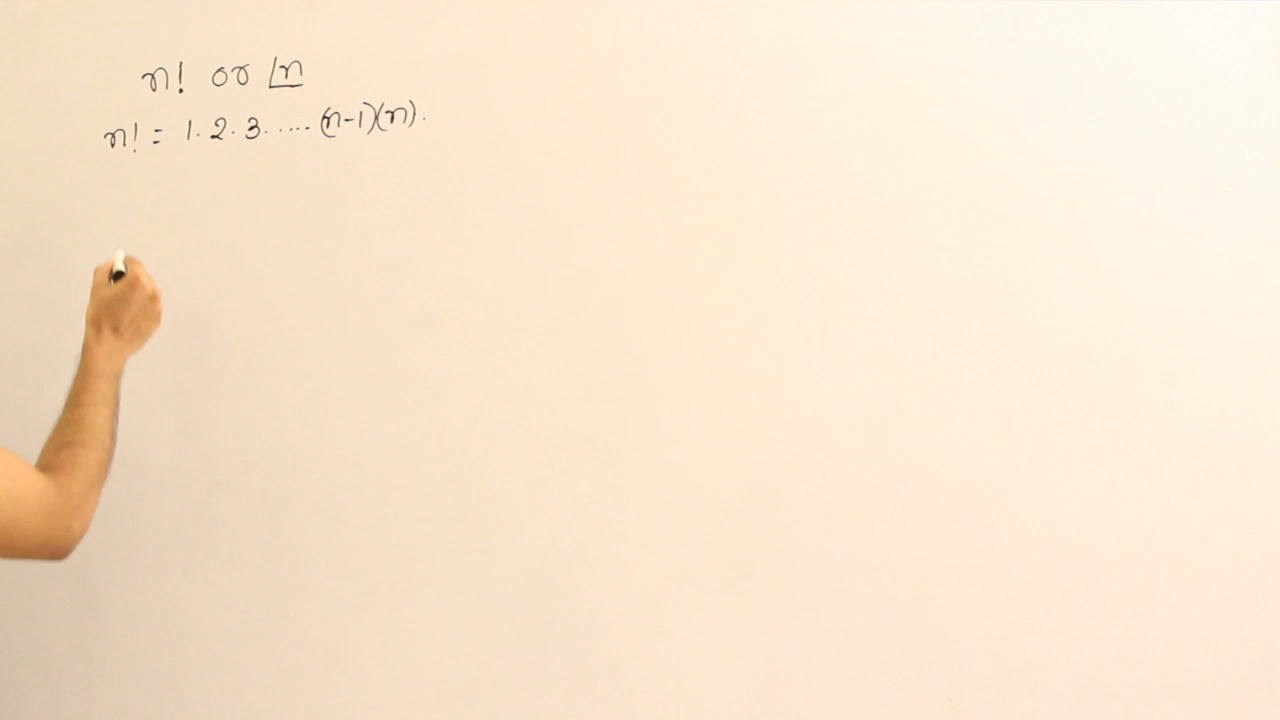 n! or |n
n! = 1. 2. 3. .... (n-1)(n).